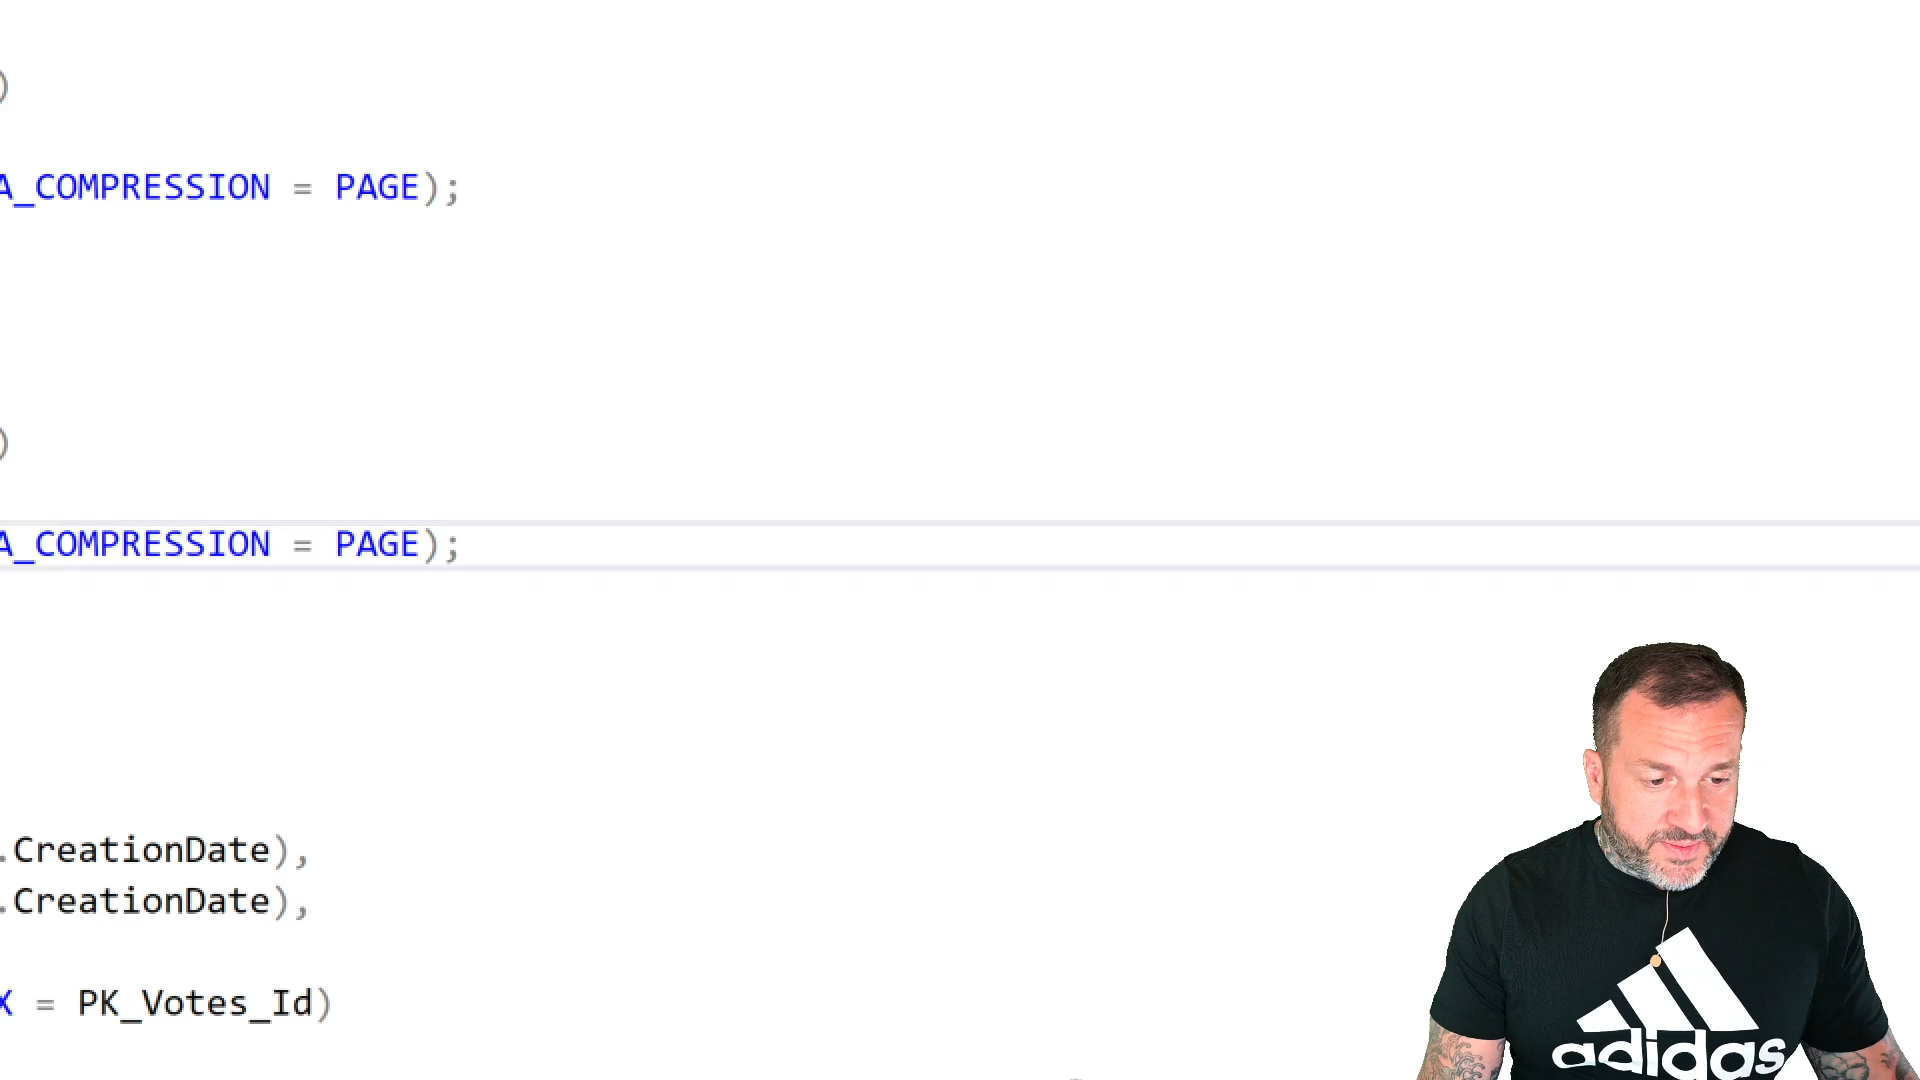 )
A_COMPRESSION = PAGE);
)
A_COMPRESSION = PAGE);
.CreationDate),
.CreationDate),
X = PK_Votes_Id)
adidas